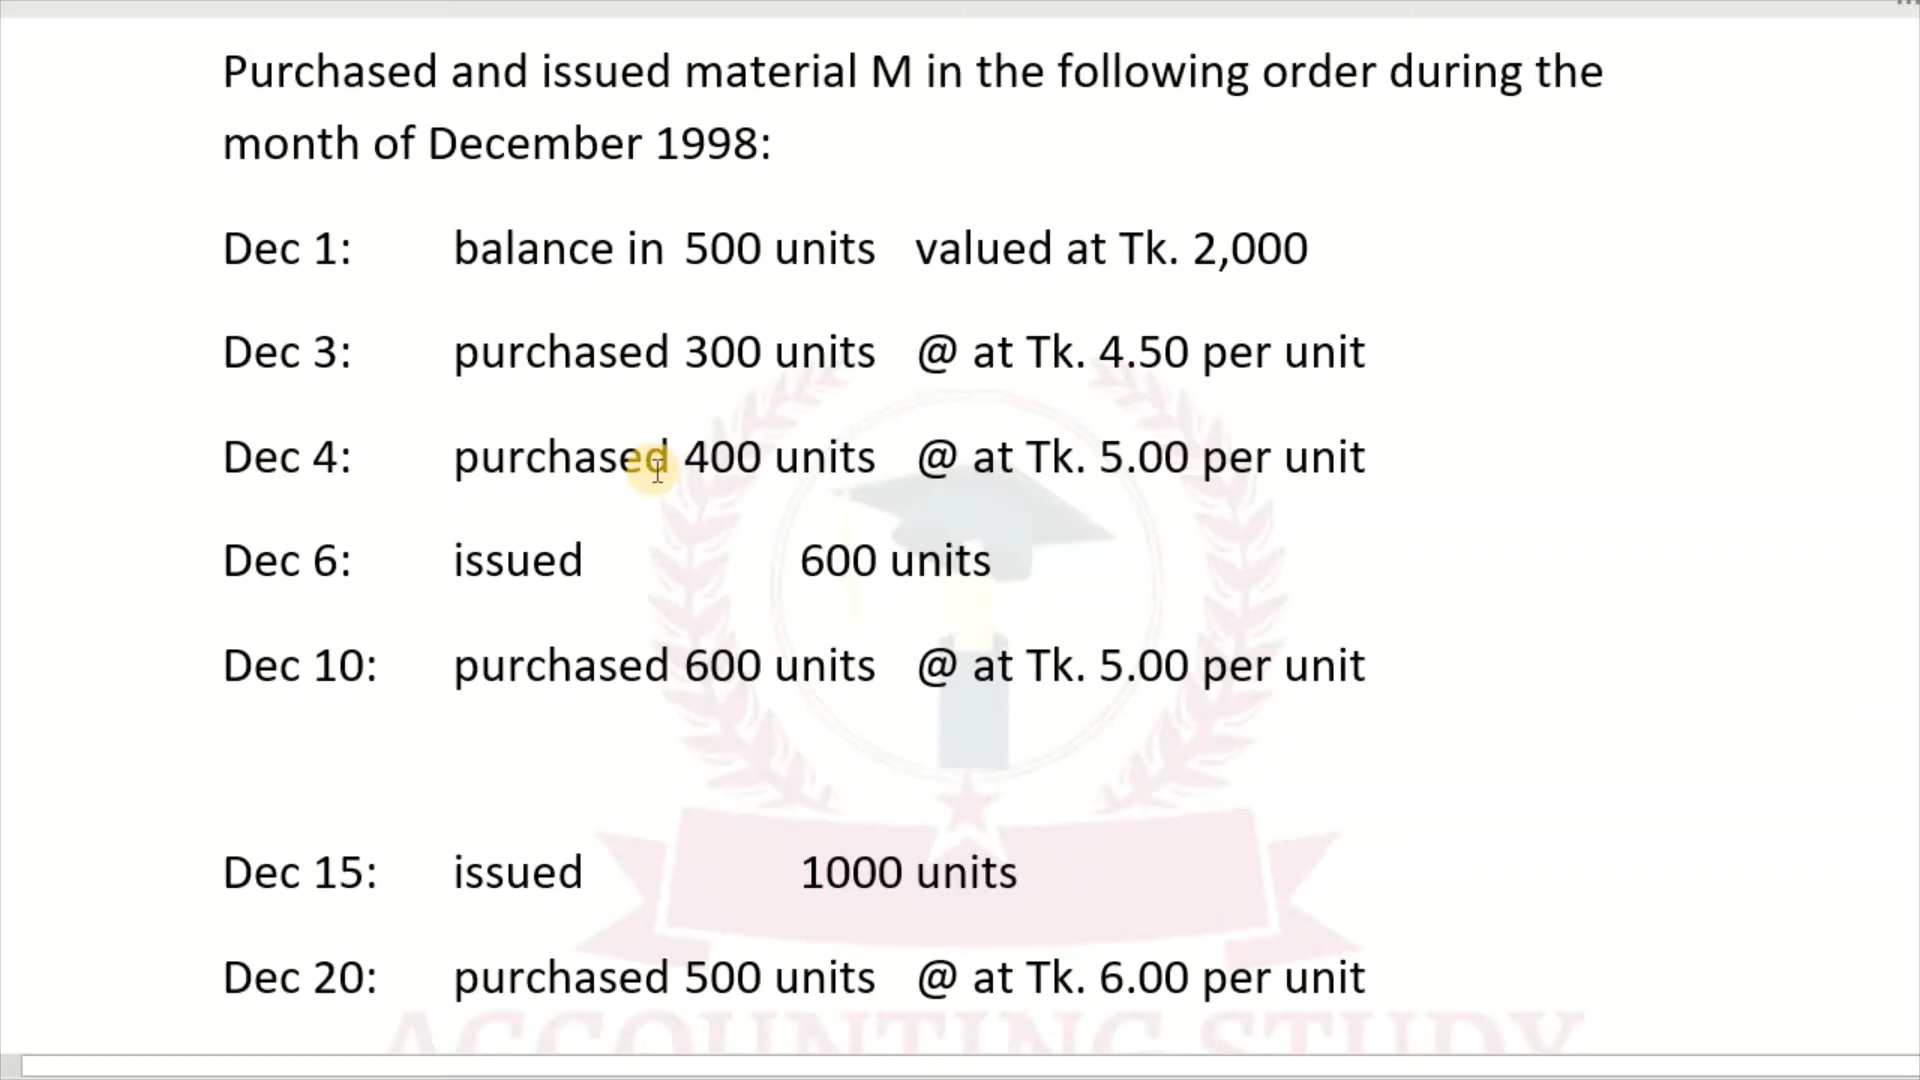 Purchased and issued material M in the following order during the
month of December 1998:
Dec 1: balance in 500 units valued at Tk. 2,000
Dec 3: purchased 300 units @ at Tk. 4.50 per unit
Dec 4: purchased 400 units @ at Tk. 5.00 per unit
Dec 6: issued 600 units
Dec 10: purchased 600 units @ at Tk. 5.00 per unit
Dec 15: issued 1000 units
Dec 20: purchased 500 units @ at Tk. 6.00 per unit
ACCOUNTING STUDY